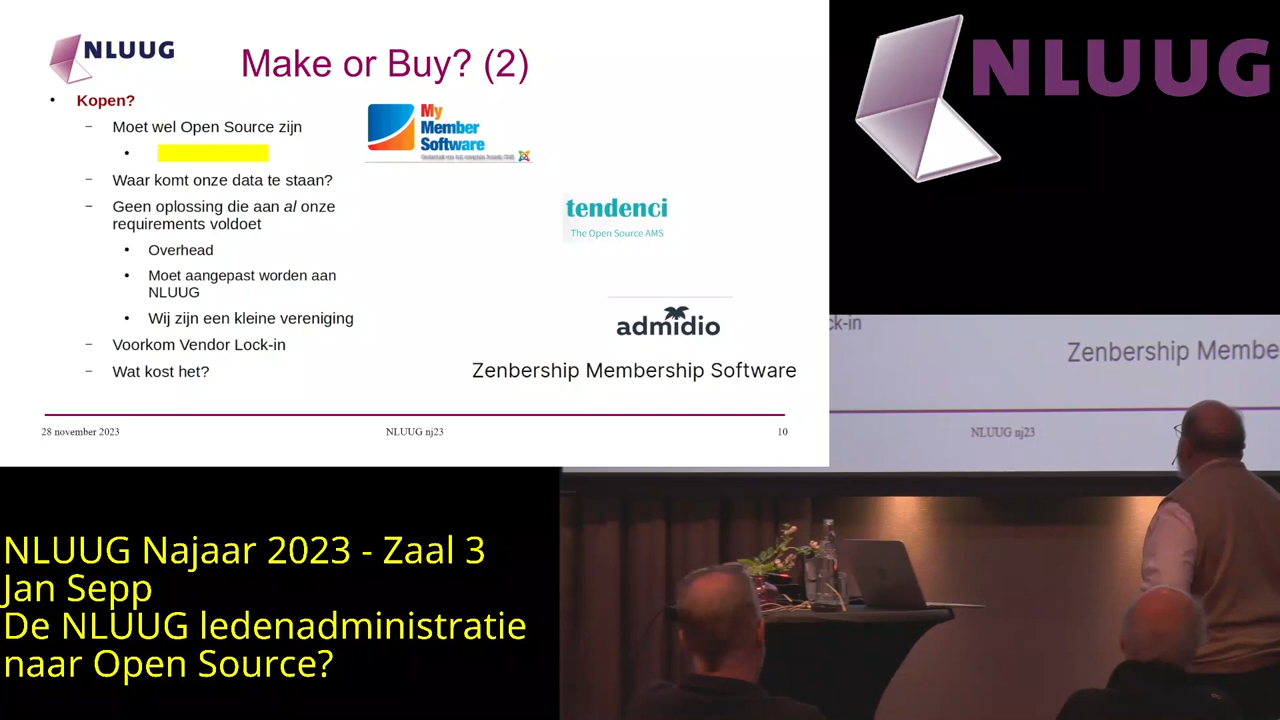 NLUUG
Make or Buy? (2)
• Kopen?
– Moet wel Open Source zijn
– Waar komt onze data te staan?
– Geen oplossing die aan al onze
requirements voldoet
• Overhead
• Moet aangepast worden aan
NLUUG
• Wij zijn een kleine vereniging
– Voorkom Vendor Lock-in
– Wat kost het?
My
Member
Software
tendenci
The Open Source AMS
admidio
Zenbership Membership Software
28 november 2023
NLUUG nj23
10
NLUUG
ck-in
Zenbership Membe
NLUUG nj23
NLUUG Najaar 2023 - Zaal 3
Jan Sepp
De NLUUG ledenadministratie
naar Open Source?